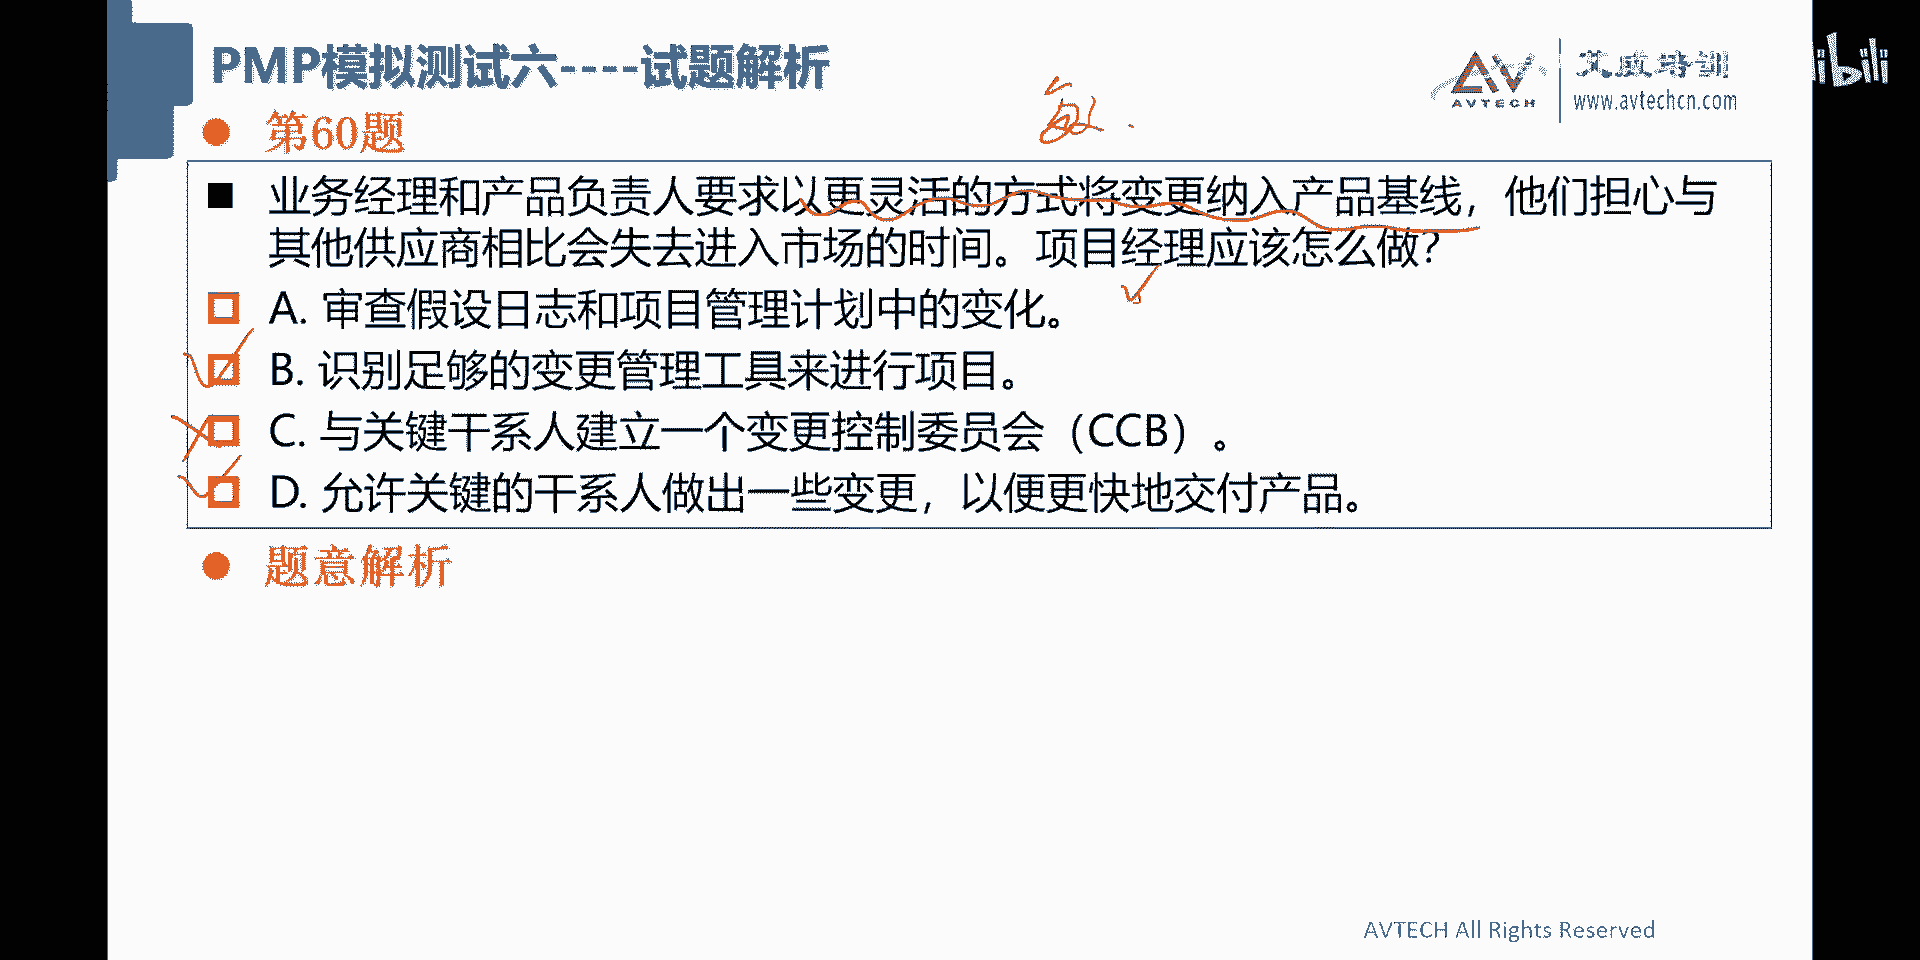 PMP模拟测试六----试题解析
AVTECH
艾威培训
www.avtechcn.com
libili
第60题
敏.
业务经理和产品负责人要求以更灵活的方式将变更纳入产品基线，他们担心与
其他供应商相比会失去进入市场的时间。项目经理应该怎么做？
A. 审查假设日志和项目管理计划中的变化。
B. 识别足够的变更管理工具来进行项目。
C. 与关键干系人建立一个变更控制委员会（CCB）。
D. 允许关键的干系人做出一些变更，以便更快地交付产品。
题意解析
AVTECH All Rights Reserved